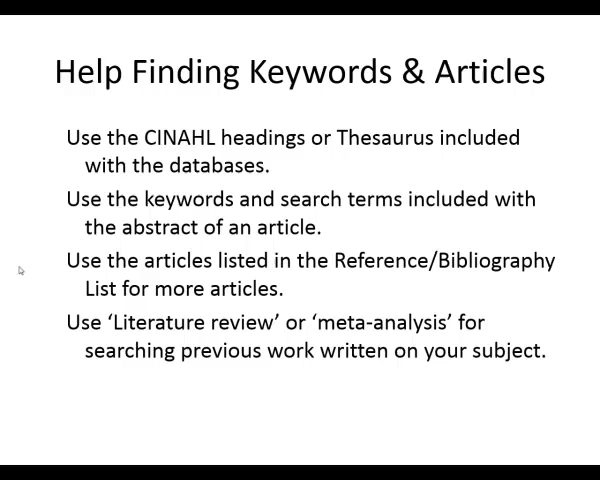 Help Finding Keywords & Articles
Use the CINAHL headings or Thesaurus included
with the databases.
Use the keywords and search terms included with
the abstract of an article.
Use the articles listed in the Reference/Bibliography
List for more articles.
Use ‘Literature review’ or ‘meta-analysis’ for
searching previous work written on your subject.